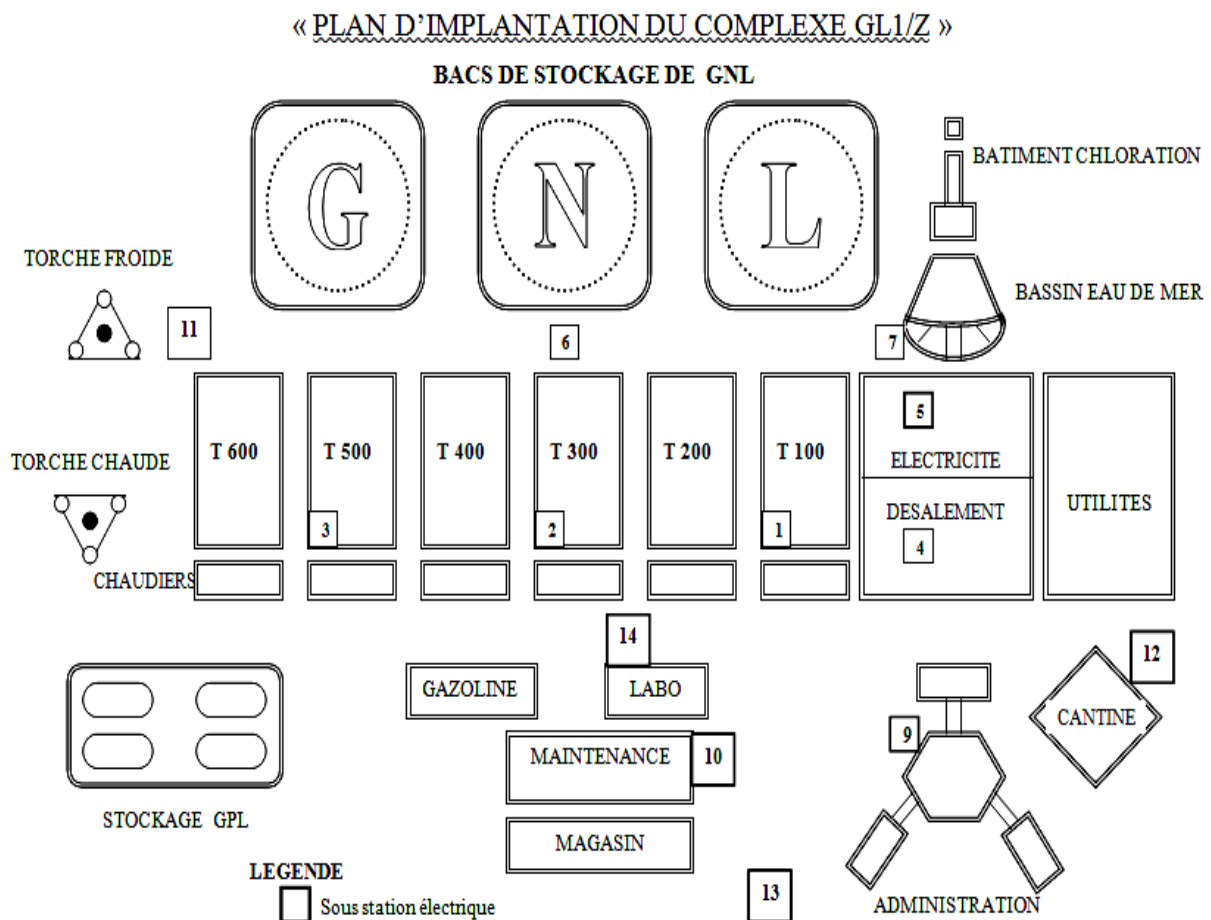 « PLAN D’IMPLANTATION DU COMPLEXE GL1/Z »
BACS DE STOCKAGE DE GNL
G N L
BATIMENT CHLORATION
TORCHE FROIDE
BASSIN EAU DE MER
11
6
7
5
T 600 T 500 T 400 T 300 T 200 T 100
TORCHE CHAUDE
ELECTRICITE
UTILITES
DESALEMENT
3 2 1 4
CHAUDIERS
14
12
GAZOLINE
LABO
CANTINE
9
MAINTENANCE
10
STOCKAGE GPL
MAGASIN
LEGENDE
13
Sous station électrique
ADMINISTRATION